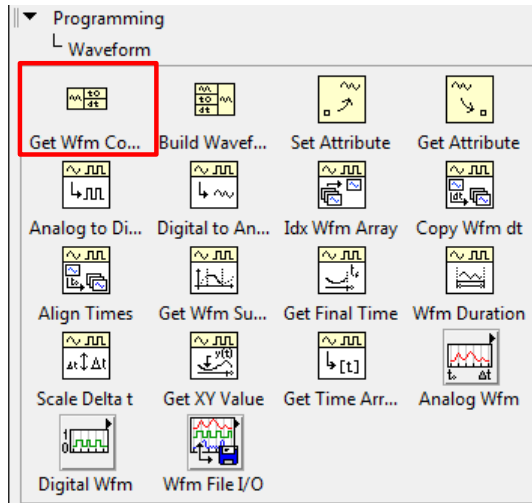 Programming
Waveform
Get Wfm Co... Build Wavef... Set Attribute Get Attribute
Analog to Di... Digital to An... Idx Wfm Array Copy Wfm dt
Align Times Get Wfm Su... Get Final Time Wfm Duration
Scale Delta t Get XY Value Get Time Arr... Analog Wfm
Digital Wfm Wfm File I/O